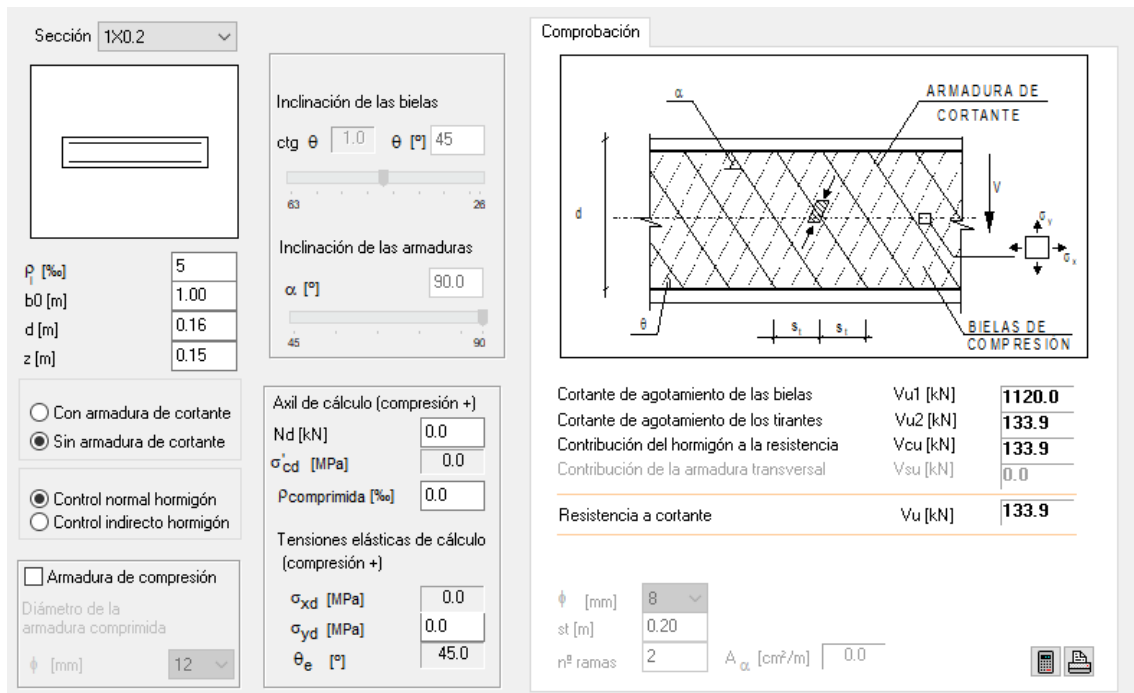 Sección 1X0.2
ρl [‰] 5
b0 [m] 1.00
d [m] 0.16
z [m] 0.15
Con armadura de cortante
Sin armadura de cortante
Control normal hormigón
Control indirecto hormigón
Armadura de compresión
Diámetro de la
armadura comprimida
ϕ [mm] 12
Inclinación de las bielas
ctg θ 1.0 θ [º] 45
63 26
Inclinación de las armaduras
α [º] 90.0
45 90
Axil de cálculo (compresión +)
Nd [kN] 0.0
σ'cd [MPa] 0.0
ρcomprimida [‰] 0.0
Tensiones elásticas de cálculo
(compresión +)
σxd [MPa] 0.0
σyd [MPa] 0.0
θe [º] 45.0
Comprobación
α
ARMADURA DE
CORTANTE
d
V
σy
σx
θ
st st
BIELAS DE
COMPRESIÓN
Cortante de agotamiento de las bielas Vu1 [kN] 1120.0
Cortante de agotamiento de los tirantes Vu2 [kN] 133.9
Contribución del hormigón a la resistencia Vcu [kN] 133.9
Contribución de la armadura transversal Vsu [kN] 0.0
Resistencia a cortante Vu [kN] 133.9
ϕ [mm] 8
st [m] 0.20
nº ramas 2 Aα [cm²/m] 0.0